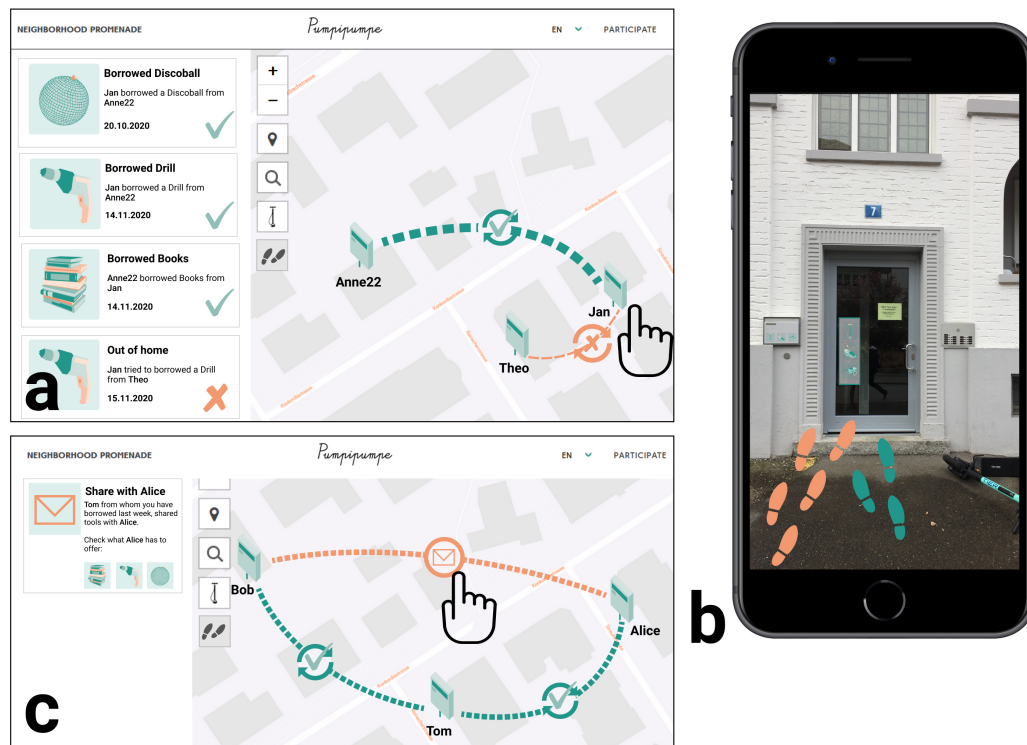 NEIGHBORHOOD PROMENADE
Pumpipumpe
EN
PARTICIPATE
Borrowed Discoball
Jan borrowed a Discoball from
Anne22
20.10.2020
Borrowed Drill
Jan borrowed a Drill from
Anne22
14.11.2020
Borrowed Books
Anne22 borrowed Books from
Jan
14.11.2020
Out of home
Jan tried to borrowed a Drill
from Theo
15.11.2020
+
−
Anne22
Jan
Theo
a
7
b
NEIGHBORHOOD PROMENADE
Pumpipumpe
EN
PARTICIPATE
Share with Alice
Tom from whom you have
borrowed last week, shared
tools with Alice.
Check what Alice has to
offer:
Bob
Alice
Tom
c